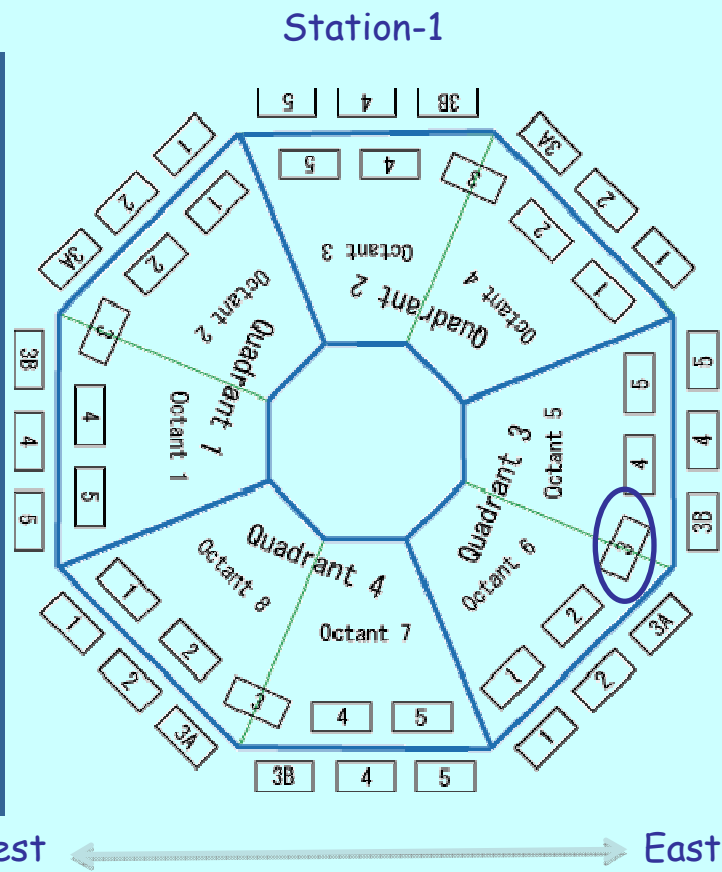 Station-1
5 4 3B
3A 2 1
5 4 3
2 1
Octant 3
Quadrant 2
Octant 4
1 2 3A
1 2 3
Octant 2
Quadrant 1
Octant 1
3B 4 5
4 5
5 4 3B
5 4 3
Octant 5
Quadrant 3
Octant 6
2 1
3A 2 1
Octant 8
Quadrant 4
Octant 7
1 2 3
4 5
1 2 3A
3B 4 5
est
East